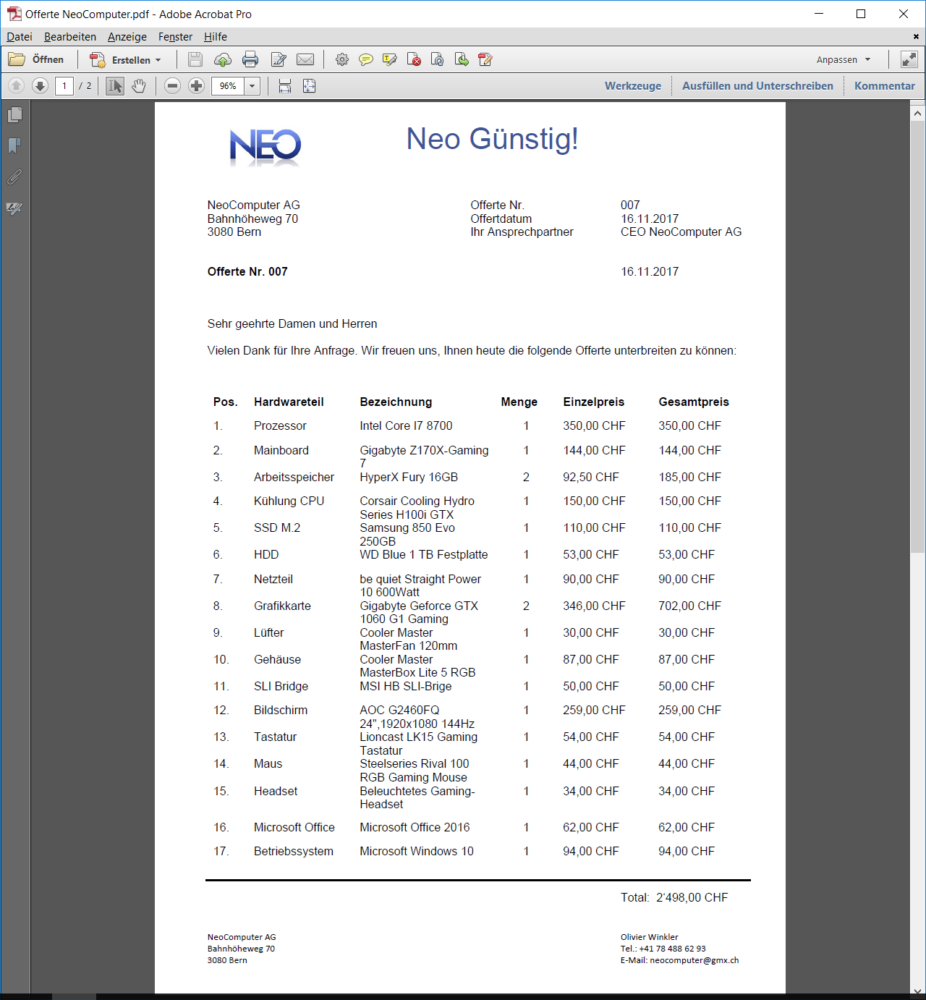 Offerte NeoComputer.pdf - Adobe Acrobat Pro
Datei Bearbeiten Anzeige Fenster Hilfe
Öffnen Erstellen Anpassen
1 / 2 96% Werkzeuge Ausfüllen und Unterschreiben Kommentar
NEO Neo Günstig!
NeoComputer AG Offerte Nr. 007
Bahnhöheweg 70 Offertdatum 16.11.2017
3080 Bern Ihr Ansprechpartner CEO NeoComputer AG
Offerte Nr. 007 16.11.2017
Sehr geehrte Damen und Herren
Vielen Dank für Ihre Anfrage. Wir freuen uns, Ihnen heute die folgende Offerte unterbreiten zu können:
Pos. Hardwareteil Bezeichnung Menge Einzelpreis Gesamtpreis
1. Prozessor Intel Core I7 8700 1 350,00 CHF 350,00 CHF
2. Mainboard Gigabyte Z170X-Gaming 1 144,00 CHF 144,00 CHF
7
3. Arbeitsspeicher HyperX Fury 16GB 2 92,50 CHF 185,00 CHF
4. Kühlung CPU Corsair Cooling Hydro 1 150,00 CHF 150,00 CHF
Series H100i GTX
5. SSD M.2 Samsung 850 Evo 1 110,00 CHF 110,00 CHF
250GB
6. HDD WD Blue 1 TB Festplatte 1 53,00 CHF 53,00 CHF
7. Netzteil be quiet Straight Power 1 90,00 CHF 90,00 CHF
10 600Watt
8. Grafikkarte Gigabyte Geforce GTX 2 346,00 CHF 702,00 CHF
1060 G1 Gaming
9. Lüfter Cooler Master 1 30,00 CHF 30,00 CHF
MasterFan 120mm
10. Gehäuse Cooler Master 1 87,00 CHF 87,00 CHF
MasterBox Lite 5 RGB
11. SLI Bridge MSI HB SLI-Brige 1 50,00 CHF 50,00 CHF
12. Bildschirm AOC G2460FQ 1 259,00 CHF 259,00 CHF
24",1920x1080 144Hz
13. Tastatur Lioncast LK15 Gaming 1 54,00 CHF 54,00 CHF
Tastatur
14. Maus Steelseries Rival 100 1 44,00 CHF 44,00 CHF
RGB Gaming Mouse
15. Headset Beleuchtetes Gaming- 1 34,00 CHF 34,00 CHF
Headset
16. Microsoft Office Microsoft Office 2016 1 62,00 CHF 62,00 CHF
17. Betriebssystem Microsoft Windows 10 1 94,00 CHF 94,00 CHF
Total: 2‘498,00 CHF
NeoComputer AG Olivier Winkler
Bahnhöheweg 70 Tel.: +41 78 488 62 93
3080 Bern E-Mail: neocomputer@gmx.ch